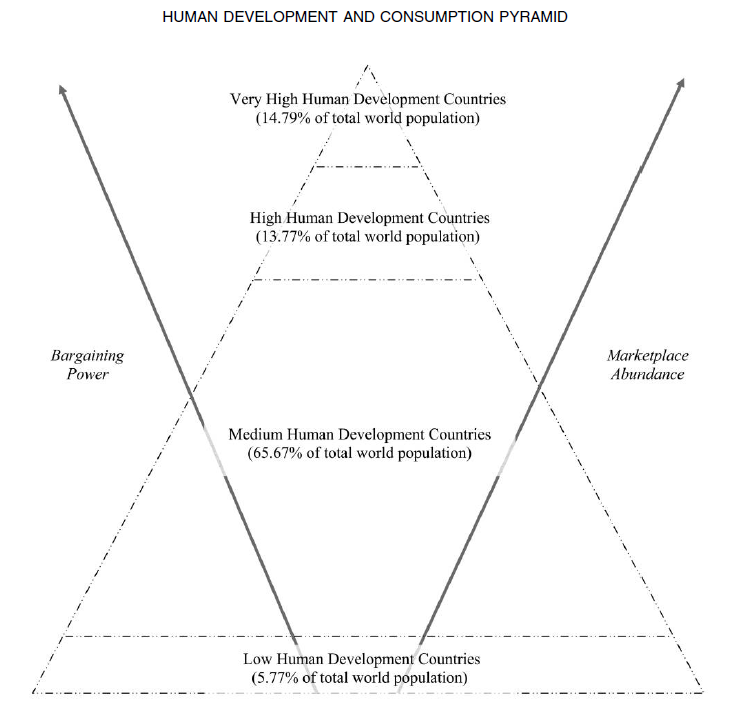 HUMAN DEVELOPMENT AND CONSUMPTION PYRAMID
Very High Human Development Countries
(14.79% of total world population)
High Human Development Countries
(13.77% of total world population)
Bargaining
Power
Marketplace
Abundance
Medium Human Development Countries
(65.67% of total world population)
Low Human Development Countries
(5.77% of total world population)